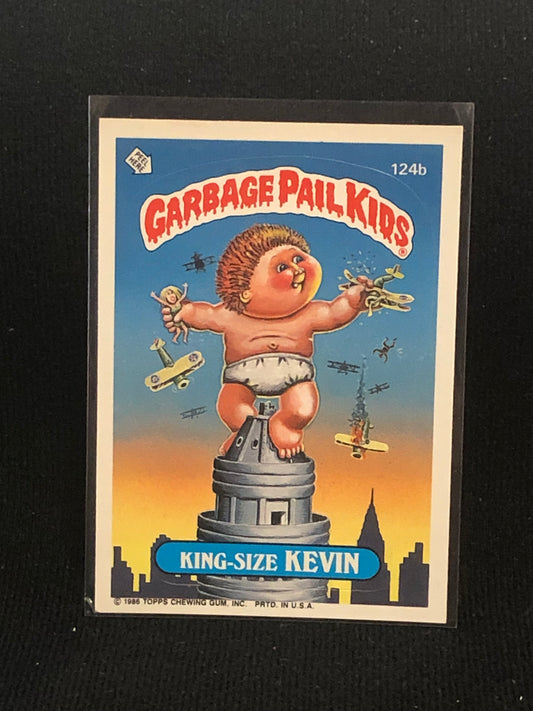 PEEL HERE
124b
GARBAGE PAIL KIDS®
KING-SIZE KEVIN
© 1986 TOPPS CHEWING GUM, INC. PRTD. IN U.S.A.